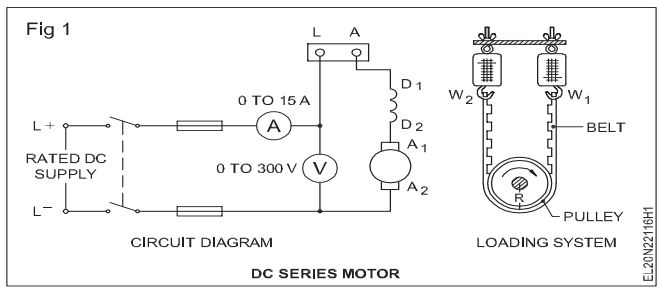 Fig 1
L A
D1
D2
0 TO 15 A
A
L +
RATED DC
SUPPLY
L−
0 TO 300 V
V
A1
A2
CIRCUIT DIAGRAM
W2
W1
BELT
R
PULLEY
LOADING SYSTEM
DC SERIES MOTOR
EL20N22116H1